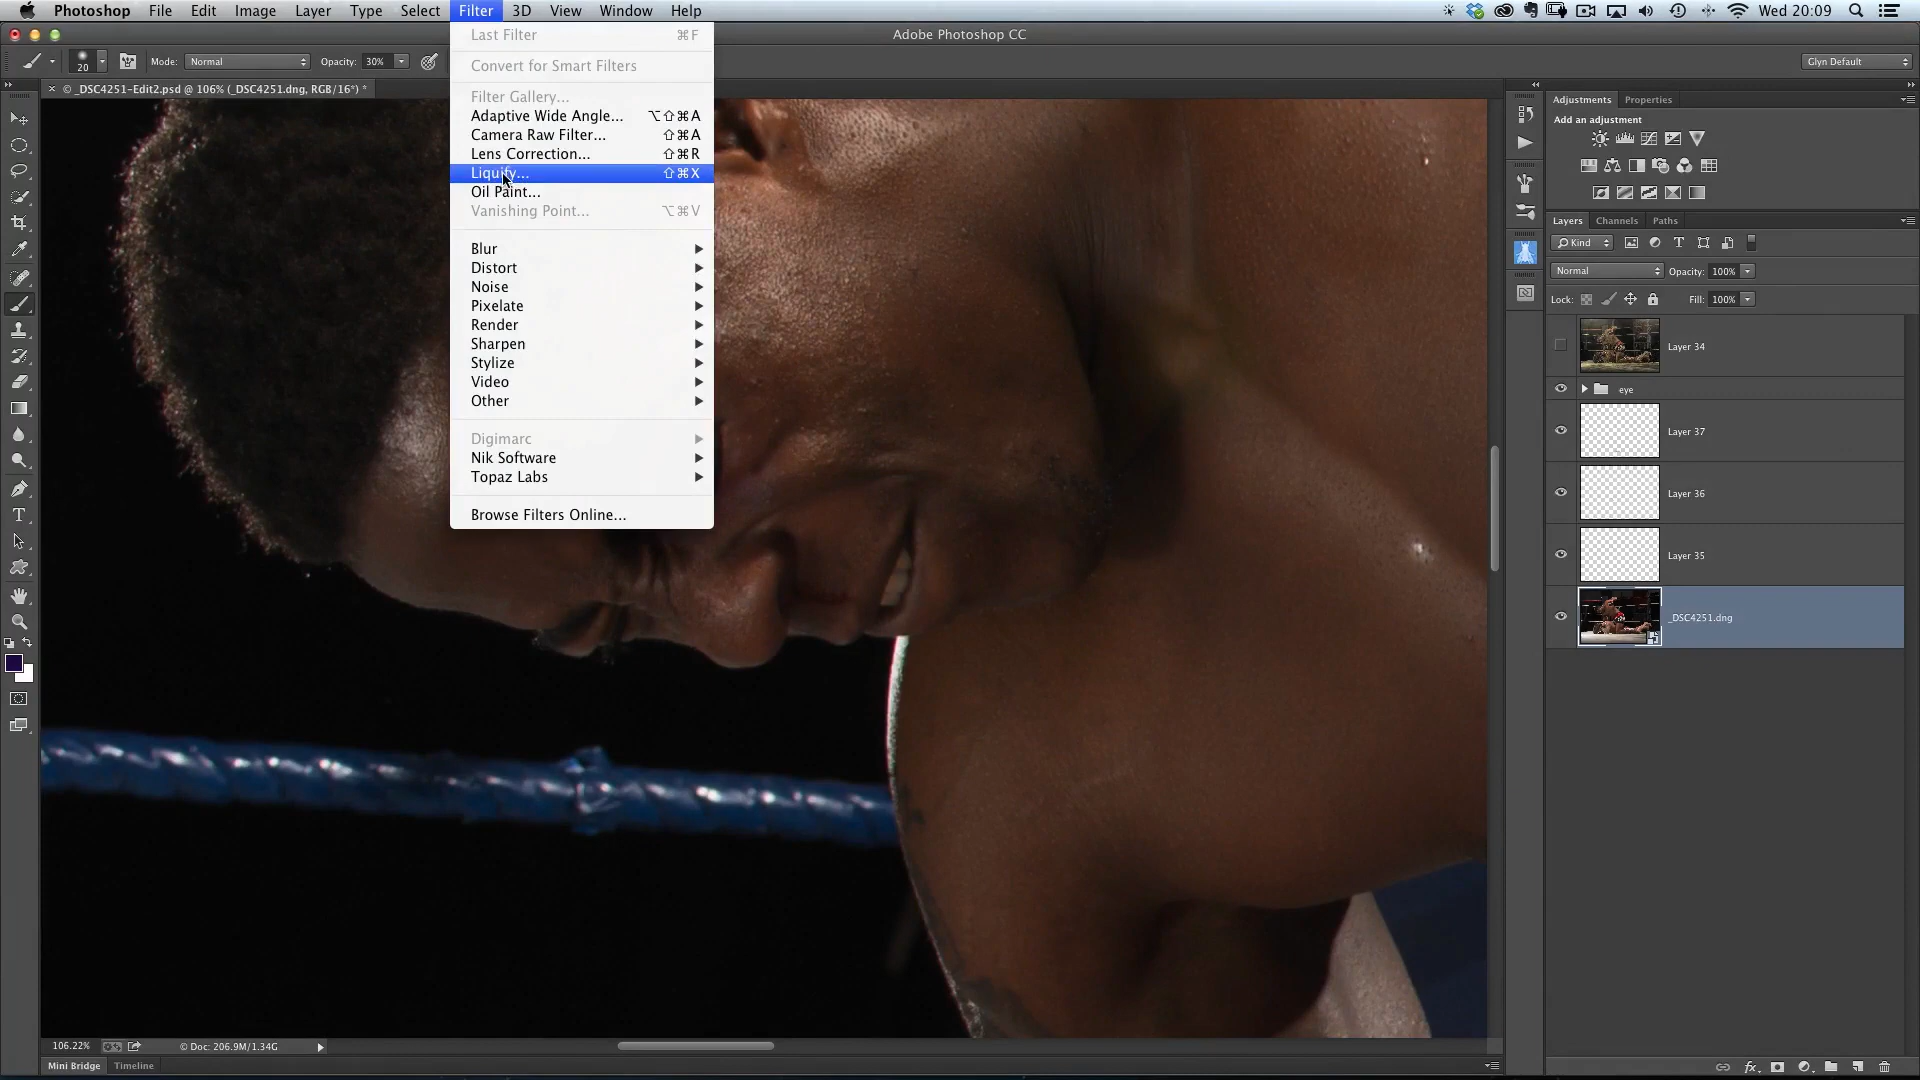 Photoshop File Edit Image Layer Type Select Filter 3D View Window Help Wed 20:09
Adobe Photoshop CC
20 Mode: Normal Opacity: 30% Glyn Default
× © _DSC4251-Edit2.psd @ 106% (_DSC4251.dng, RGB/16*) *
Last Filter ⌘F
Convert for Smart Filters
Filter Gallery...
Adaptive Wide Angle... ⌥⇧⌘A
Camera Raw Filter... ⇧⌘A
Lens Correction... ⇧⌘R
Liquify... ⇧⌘X
Oil Paint...
Vanishing Point... ⌥⌘V
Blur
Distort
Noise
Pixelate
Render
Sharpen
Stylize
Video
Other
Digimarc
Nik Software
Topaz Labs
Browse Filters Online...
Adjustments Properties
Add an adjustment
Layers Channels Paths
Kind
Normal Opacity: 100%
Lock: Fill: 100%
Layer 34
eye
Layer 37
Layer 36
Layer 35
_DSC4251.dng
106.22% © Doc: 206.9M/1.34G
Mini Bridge Timeline
fx